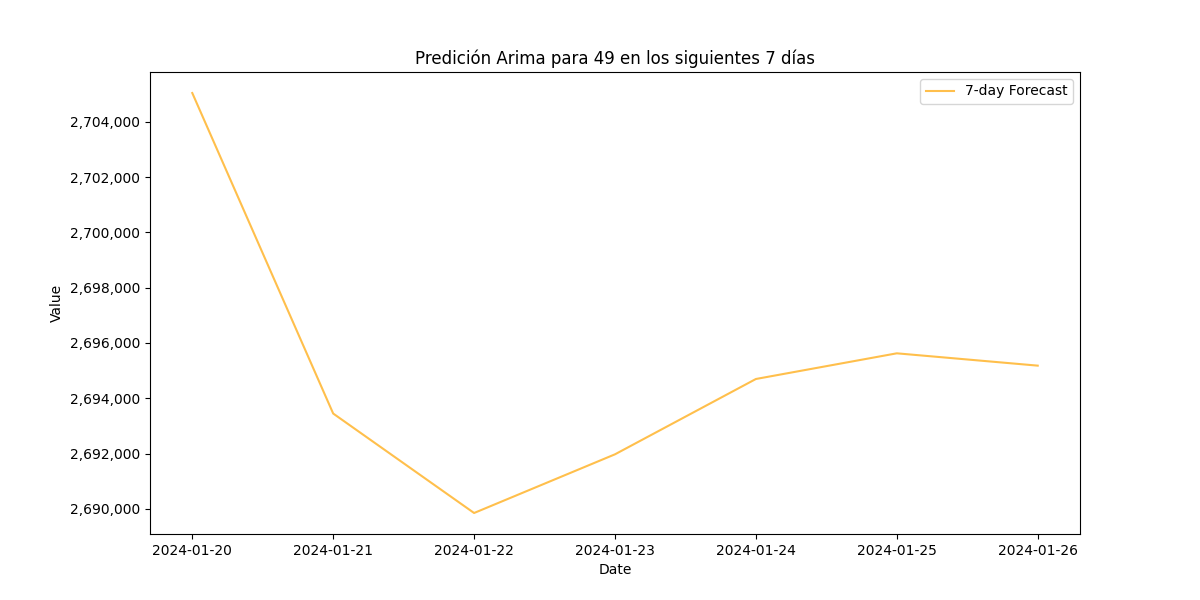 Predición Arima para 49 en los siguientes 7 días
7-day Forecast
2,704,000
2,702,000
2,700,000
2,698,000
2,696,000
2,694,000
2,692,000
2,690,000
Value
2024-01-20 2024-01-21 2024-01-22 2024-01-23 2024-01-24 2024-01-25 2024-01-26
Date